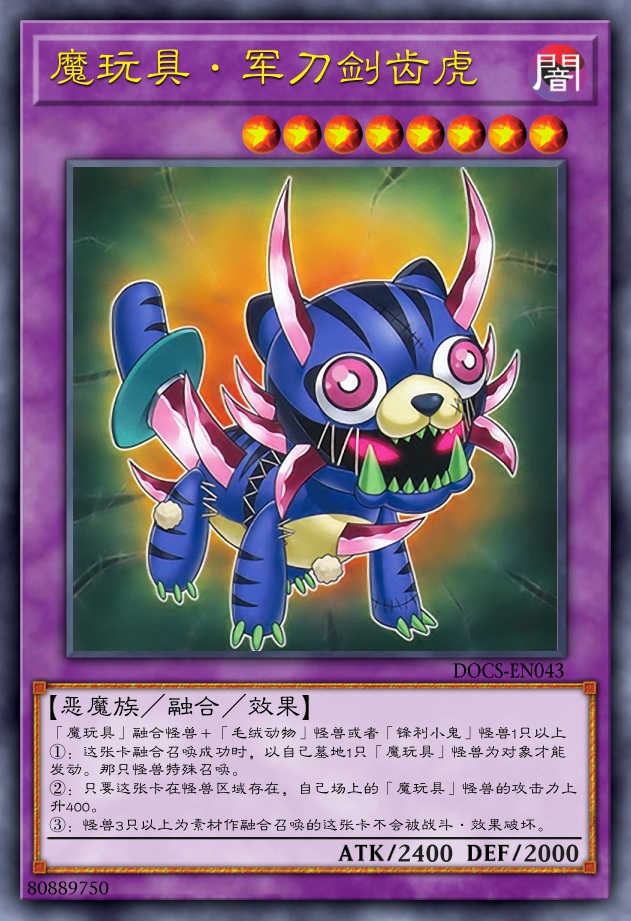 魔玩具·军刀剑齿虎
闇
DOCS-EN043
【恶魔族／融合／效果】
「魔玩具」融合怪兽＋「毛绒动物」怪兽或者「锋利小鬼」怪兽1只以上
①：这张卡融合召唤成功时，以自己墓地1只「魔玩具」怪兽为对象才能
发动。那只怪兽特殊召唤。
②：只要这张卡在怪兽区域存在，自己场上的「魔玩具」怪兽的攻击力上
升400。
③：怪兽3只以上为素材作融合召唤的这张卡不会被战斗·效果破坏。
ATK/2400 DEF/2000
80889750